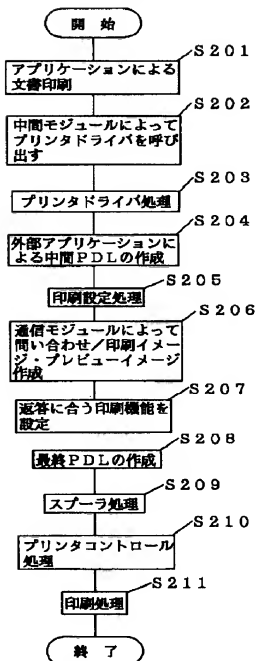 開 始
S201
アプリケーションによる
文書印刷
S202
中間モジュールによって
プリンタドライバを呼び
出す
S203
プリンタドライバ処理
S204
外部アプリケーションに
よる中間PDLの作成
S205
印刷設定処理
S206
通信モジュールによって
問い合わせ/印刷イメー
ジ・プレビューイメージ
作成
S207
返答に合う印刷機能を
設定
S208
最終PDLの作成
S209
スプーラ処理
S210
プリンタコントロール
処理
S211
印刷処理
終 了